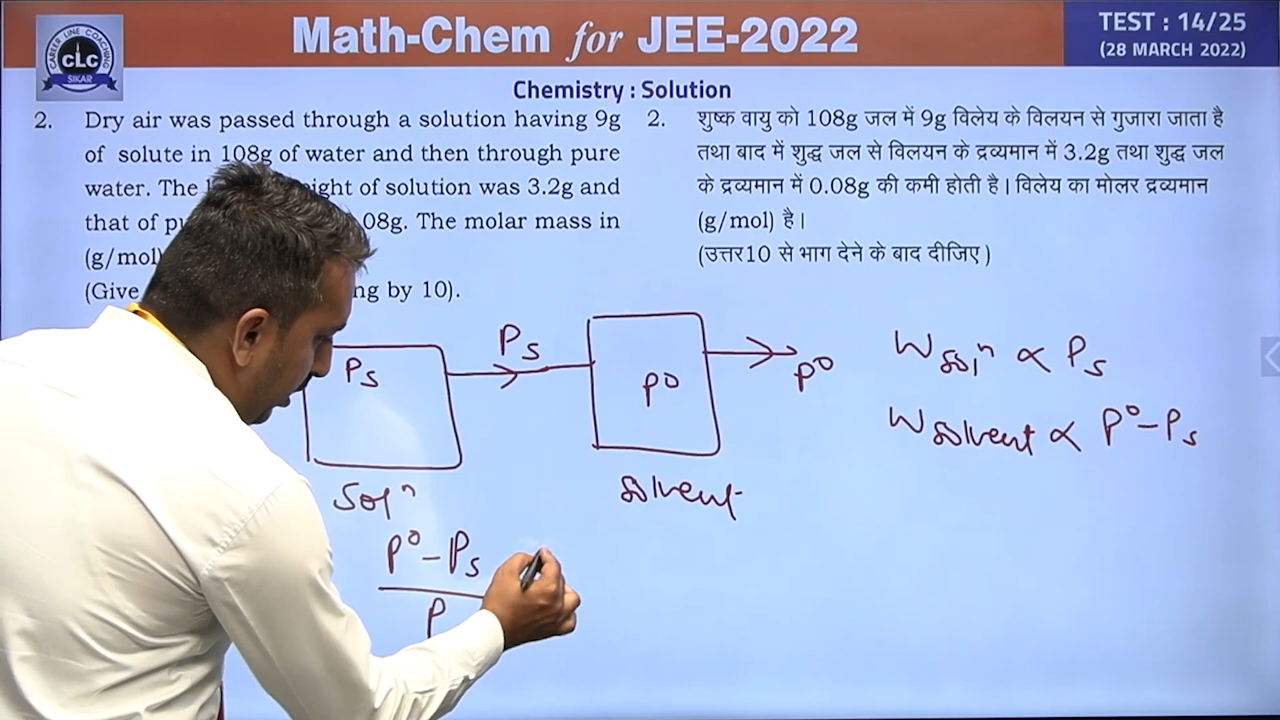 Math-Chem for JEE-2022
TEST : 14/25
(28 MARCH 2022)
CAREER LINE COACHING
CLC
SIKAR
Chemistry : Solution
2. Dry air was passed through a solution having 9g
of solute in 108g of water and then through pure
water. The ight of solution was 3.2g and
that of p 08g. The molar mass in
(g/mol)
(Give ng by 10).
2. शुष्क वायु को 108g जल में 9g विलेय के विलयन से गुजारा जाता है
तथा बाद में शुद्ध जल से विलयन के द्रव्यमान में 3.2g तथा शुद्ध जल
के द्रव्यमान में 0.08g की कमी होती है। विलेय का मोलर द्रव्यमान
(g/mol) है।
(उत्तर10 से भाग देने के बाद दीजिए)
Ps
Ps
P°
P°
Solⁿ
solvent
W solⁿ ∝ Ps
W solvent ∝ P° - Ps
P° - Ps
P